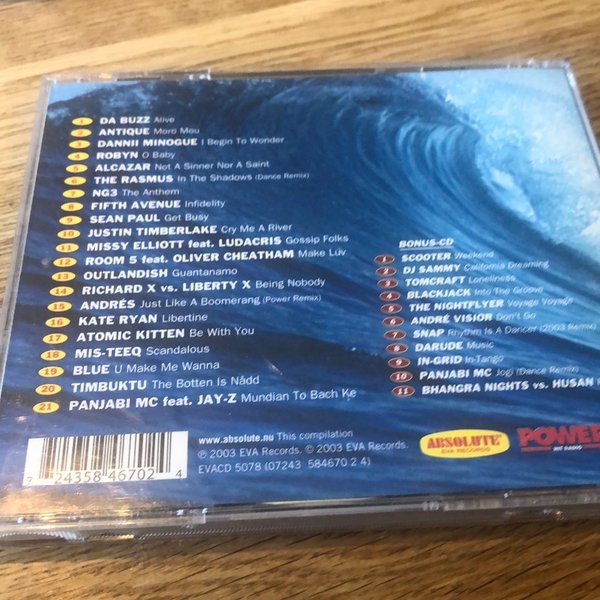 1 DA BUZZ Alive
2 ANTIQUE Moro Mou
3 DANNII MINOGUE I Begin To Wonder
4 ROBYN O Baby
5 ALCAZAR Not A Sinner Nor A Saint
6 THE RASMUS In The Shadows (Dance Remix)
7 NG3 The Anthem
8 FIFTH AVENUE Infidelity
9 SEAN PAUL Get Busy
10 JUSTIN TIMBERLAKE Cry Me A River
11 MISSY ELLIOTT feat. LUDACRIS Gossip Folks
12 ROOM 5 feat. OLIVER CHEATHAM Make Luv
13 OUTLANDISH Guantanamo
14 RICHARD X vs. LIBERTY X Being Nobody
15 ANDRÉS Just Like A Boomerang (Power Remix)
16 KATE RYAN Libertine
17 ATOMIC KITTEN Be With You
18 MIS-TEEQ Scandalous
19 BLUE U Make Me Wanna
20 TIMBUKTU The Botten Is Nådd
21 PANJABI MC feat. JAY-Z Mundian To Bach Ke
BONUS-CD
1 SCOOTER Weekend
2 DJ SAMMY California Dreaming
3 TOMCRAFT Loneliness
4 BLACKJACK Into The Groove
5 THE NIGHTFLYER Voyage Voyage
6 ANDRÉ VISIOR Don't Go
7 SNAP Rhythm Is A Dancer (2003 Remix)
8 DARUDE Music
9 IN-GRID In-Tango
10 PANJABI MC Jogi (Dance Remix)
11 BHANGRA NIGHTS vs. HUSAN
7 24358 46702 4
www.absolute.nu This compilation
℗ 2003 EVA Records. © 2003 EVA Records.
EVACD 5078 (07243 584670 2 4)
ABSOLUTE
EVA RECORDS
POWER
HIT RADIO